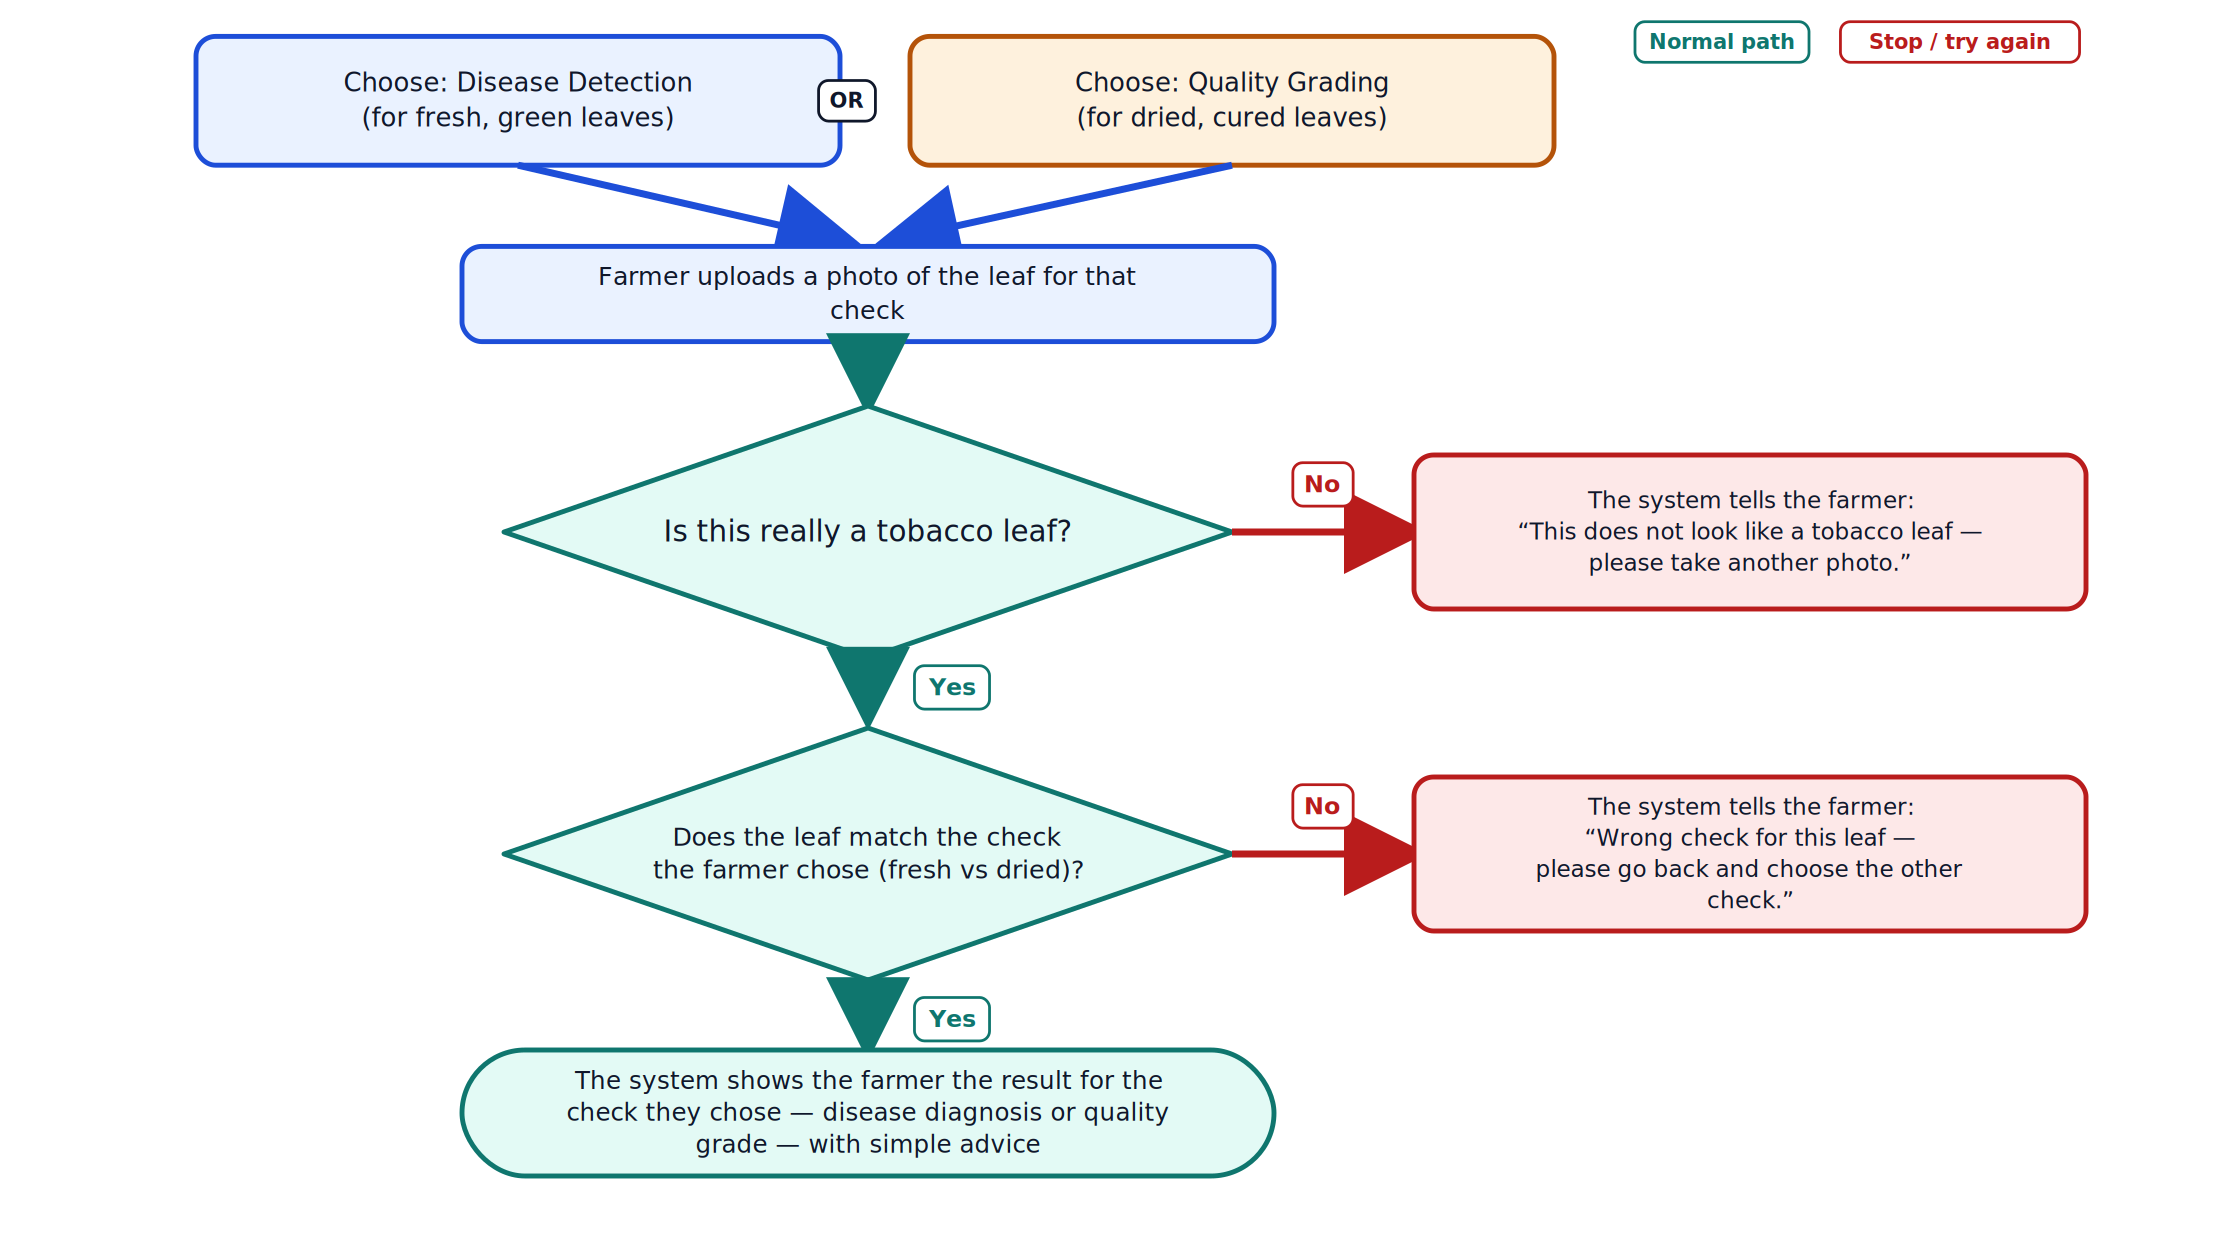 Choose: Disease Detection
(for fresh, green leaves)
OR
Choose: Quality Grading
(for dried, cured leaves)
Normal path
Stop / try again
Farmer uploads a photo of the leaf for that
check
Is this really a tobacco leaf?
No
The system tells the farmer:
“This does not look like a tobacco leaf —
please take another photo.”
Yes
Does the leaf match the check
the farmer chose (fresh vs dried)?
No
The system tells the farmer:
“Wrong check for this leaf —
please go back and choose the other
check.”
Yes
The system shows the farmer the result for the
check they chose — disease diagnosis or quality
grade — with simple advice